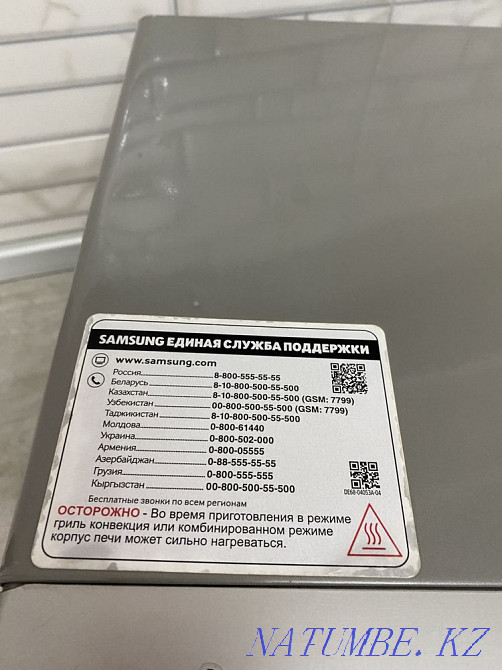 SAMSUNG ЕДИНАЯ СЛУЖБА ПОДДЕРЖКИ
www.samsung.com
Россия 8-800-555-55-55
Беларусь 8-10-800-500-55-500
Казахстан 8-10-800-500-55-500 (GSM: 7799)
Узбекистан 00-800-500-55-500 (GSM: 7799)
Таджикистан 8-10-800-500-55-500
Молдова 0-800-61440
Украина 0-800-502-000
Армения 0-800-05555
Азербайджан 0-88-555-55-55
Грузия 0-800-555-555
Кыргызстан 00-800-500-55-500
DE68-04053A-04
Бесплатные звонки по всем регионам
ОСТОРОЖНО - Во время приготовления в режиме
гриль конвекция или комбинированном режиме
корпус печи может сильно нагреваться.
NATUMBE.KZ